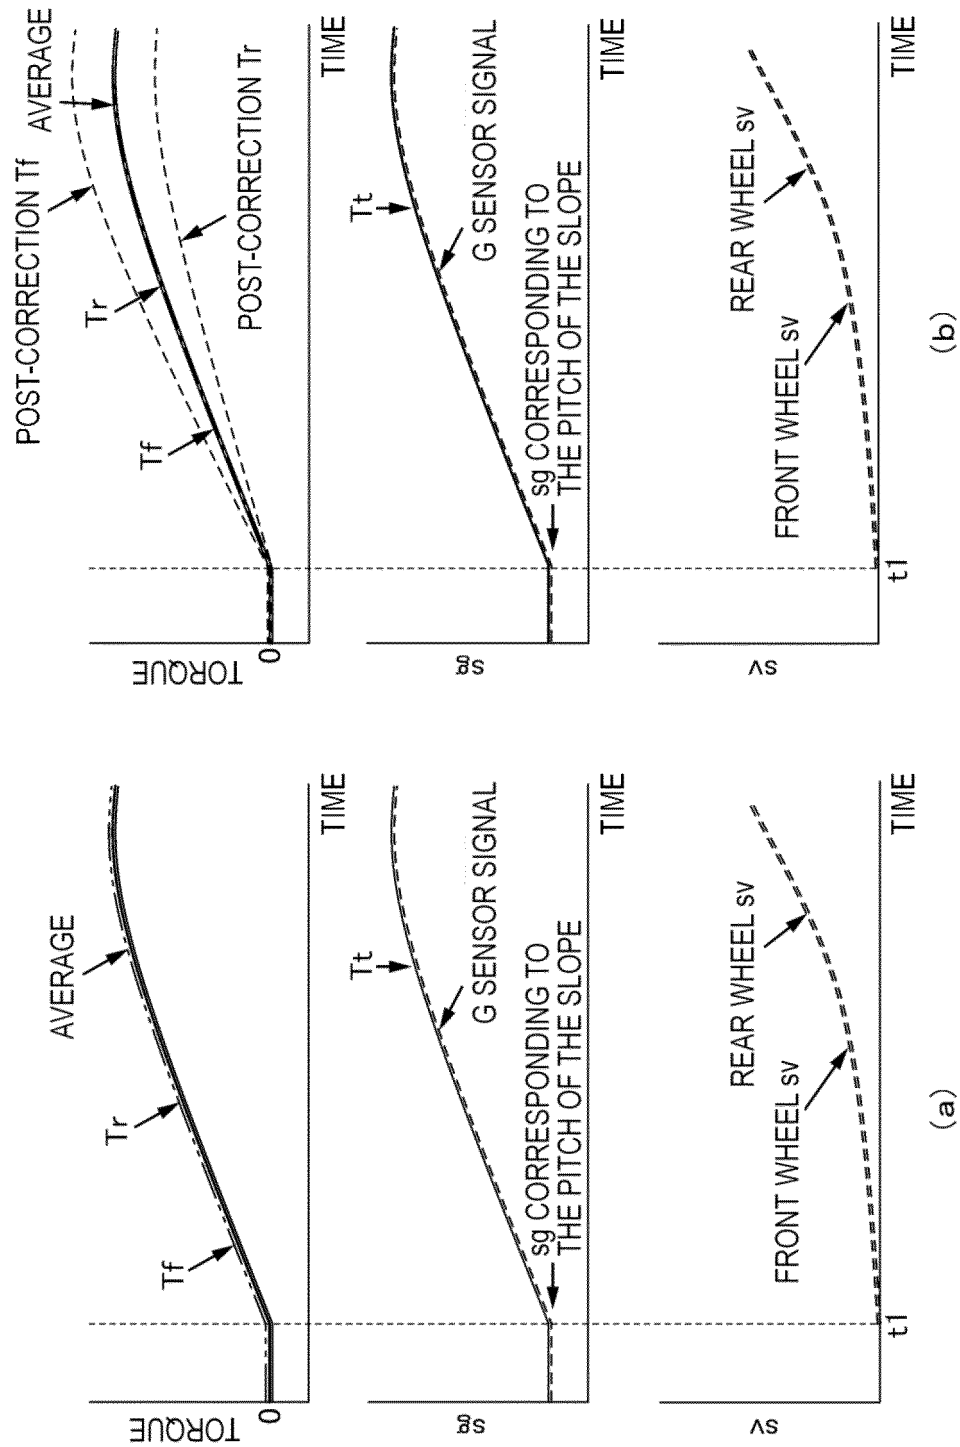 TORQUE
0
AVERAGE
Tr
Tf
TIME
sg
Tt
G SENSOR SIGNAL
sg CORRESPONDING TO
THE PITCH OF THE SLOPE
TIME
sv
REAR WHEEL sv
FRONT WHEEL sv
t1
TIME
(a)
TORQUE
0
POST-CORRECTION Tf
AVERAGE
Tr
Tf
POST-CORRECTION Tr
TIME
sg
Tt
G SENSOR SIGNAL
sg CORRESPONDING TO
THE PITCH OF THE SLOPE
TIME
sv
REAR WHEEL sv
FRONT WHEEL sv
t1
TIME
(b)